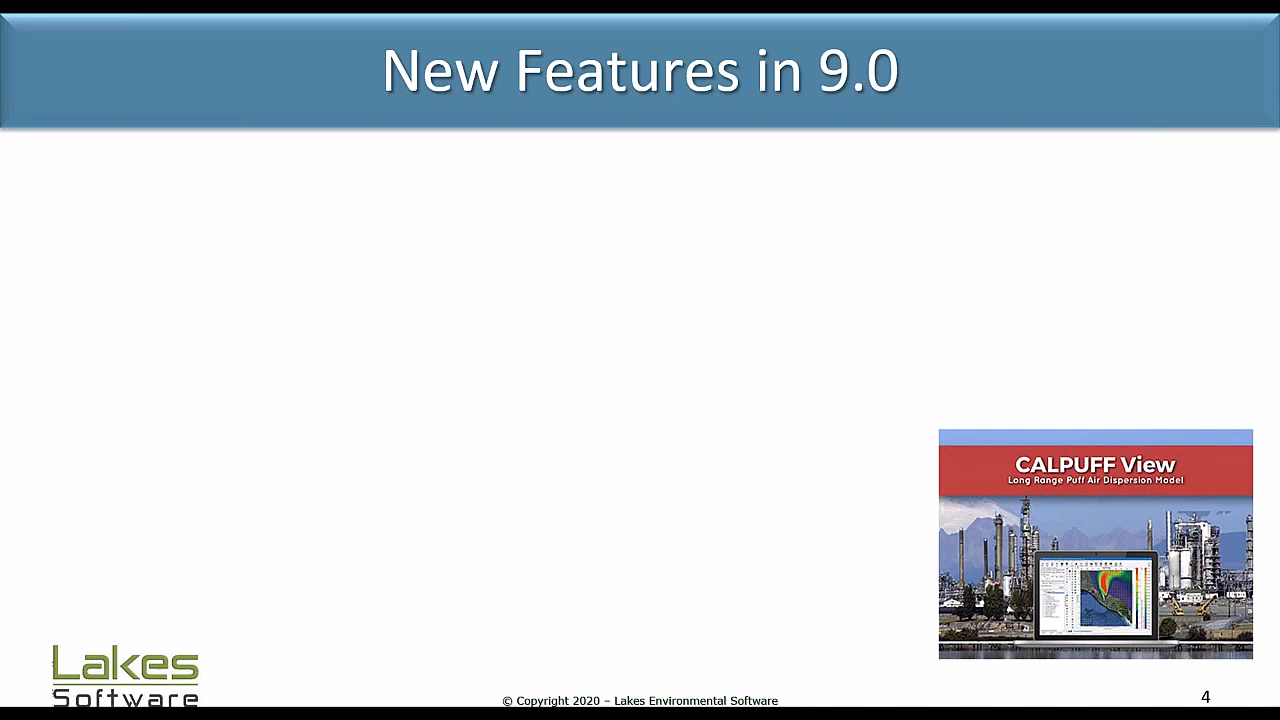 New Features in 9.0
CALPUFF View
Long Range Puff Air Dispersion Model
Lakes
Software
© Copyright 2020 – Lakes Environmental Software
4